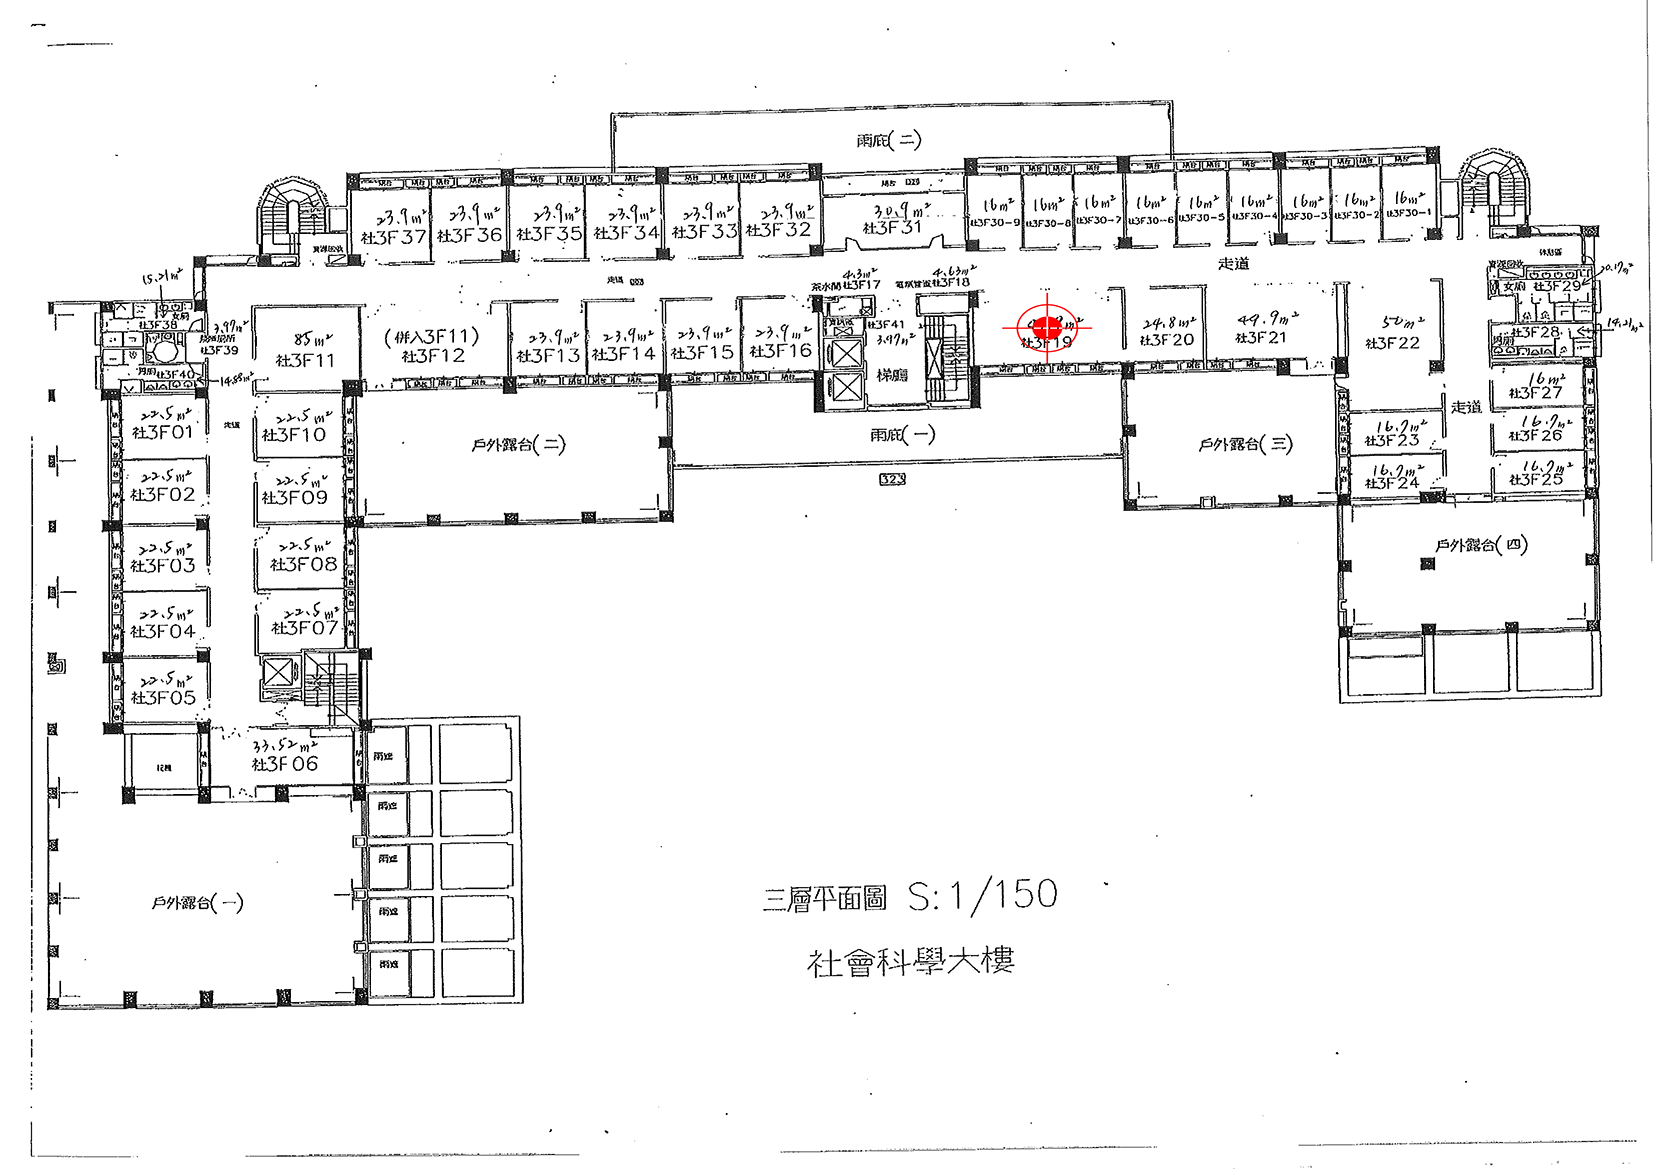 雨庇(二)
23.9m²
社3F37
23.9m²
社3F36
23.9m²
社3F35
23.9m²
社3F34
23.9m²
社3F33
23.9m²
社3F32
30.9m²
社3F31
16m²
社3F30-9
16m²
社3F30-8
16m²
社3F30-7
16m²
社3F30-6
16m²
社3F30-5
16m²
社3F30-4
16m²
社3F30-3
16m²
社3F30-2
16m²
社3F30-1
走道
走道
15.21m²
女廁
社3F38
3.97m²
社3F39
男廁
社3F40
14.88m²
85m²
社3F11
(併入3F11)
社3F12
23.9m²
社3F13
23.9m²
社3F14
23.9m²
社3F15
23.9m²
社3F16
茶水間
4.3m²
社3F17
4.63m²
社3F18
社3F41
3.97m²
梯廳
社3F19
24.8m²
社3F20
49.9m²
社3F21
50m²
社3F22
女廁
社3F29
社3F28
14.21m²
男廁
16m²
社3F27
走道
16.7m²
社3F23
16.7m²
社3F26
16.7m²
社3F24
16.7m²
社3F25
22.5m²
社3F01
走道
22.5m²
社3F10
戶外露台(二)
雨庇(一)
323
戶外露台(三)
22.5m²
社3F02
22.5m²
社3F09
22.5m²
社3F03
22.5m²
社3F08
戶外露台(四)
22.5m²
社3F04
22.5m²
社3F07
22.5m²
社3F05
33.52m²
社3F06
花棚
雨遮
雨遮
雨遮
雨遮
雨遮
戶外露台(一)
三層平面圖 S:1/150
社會科學大樓